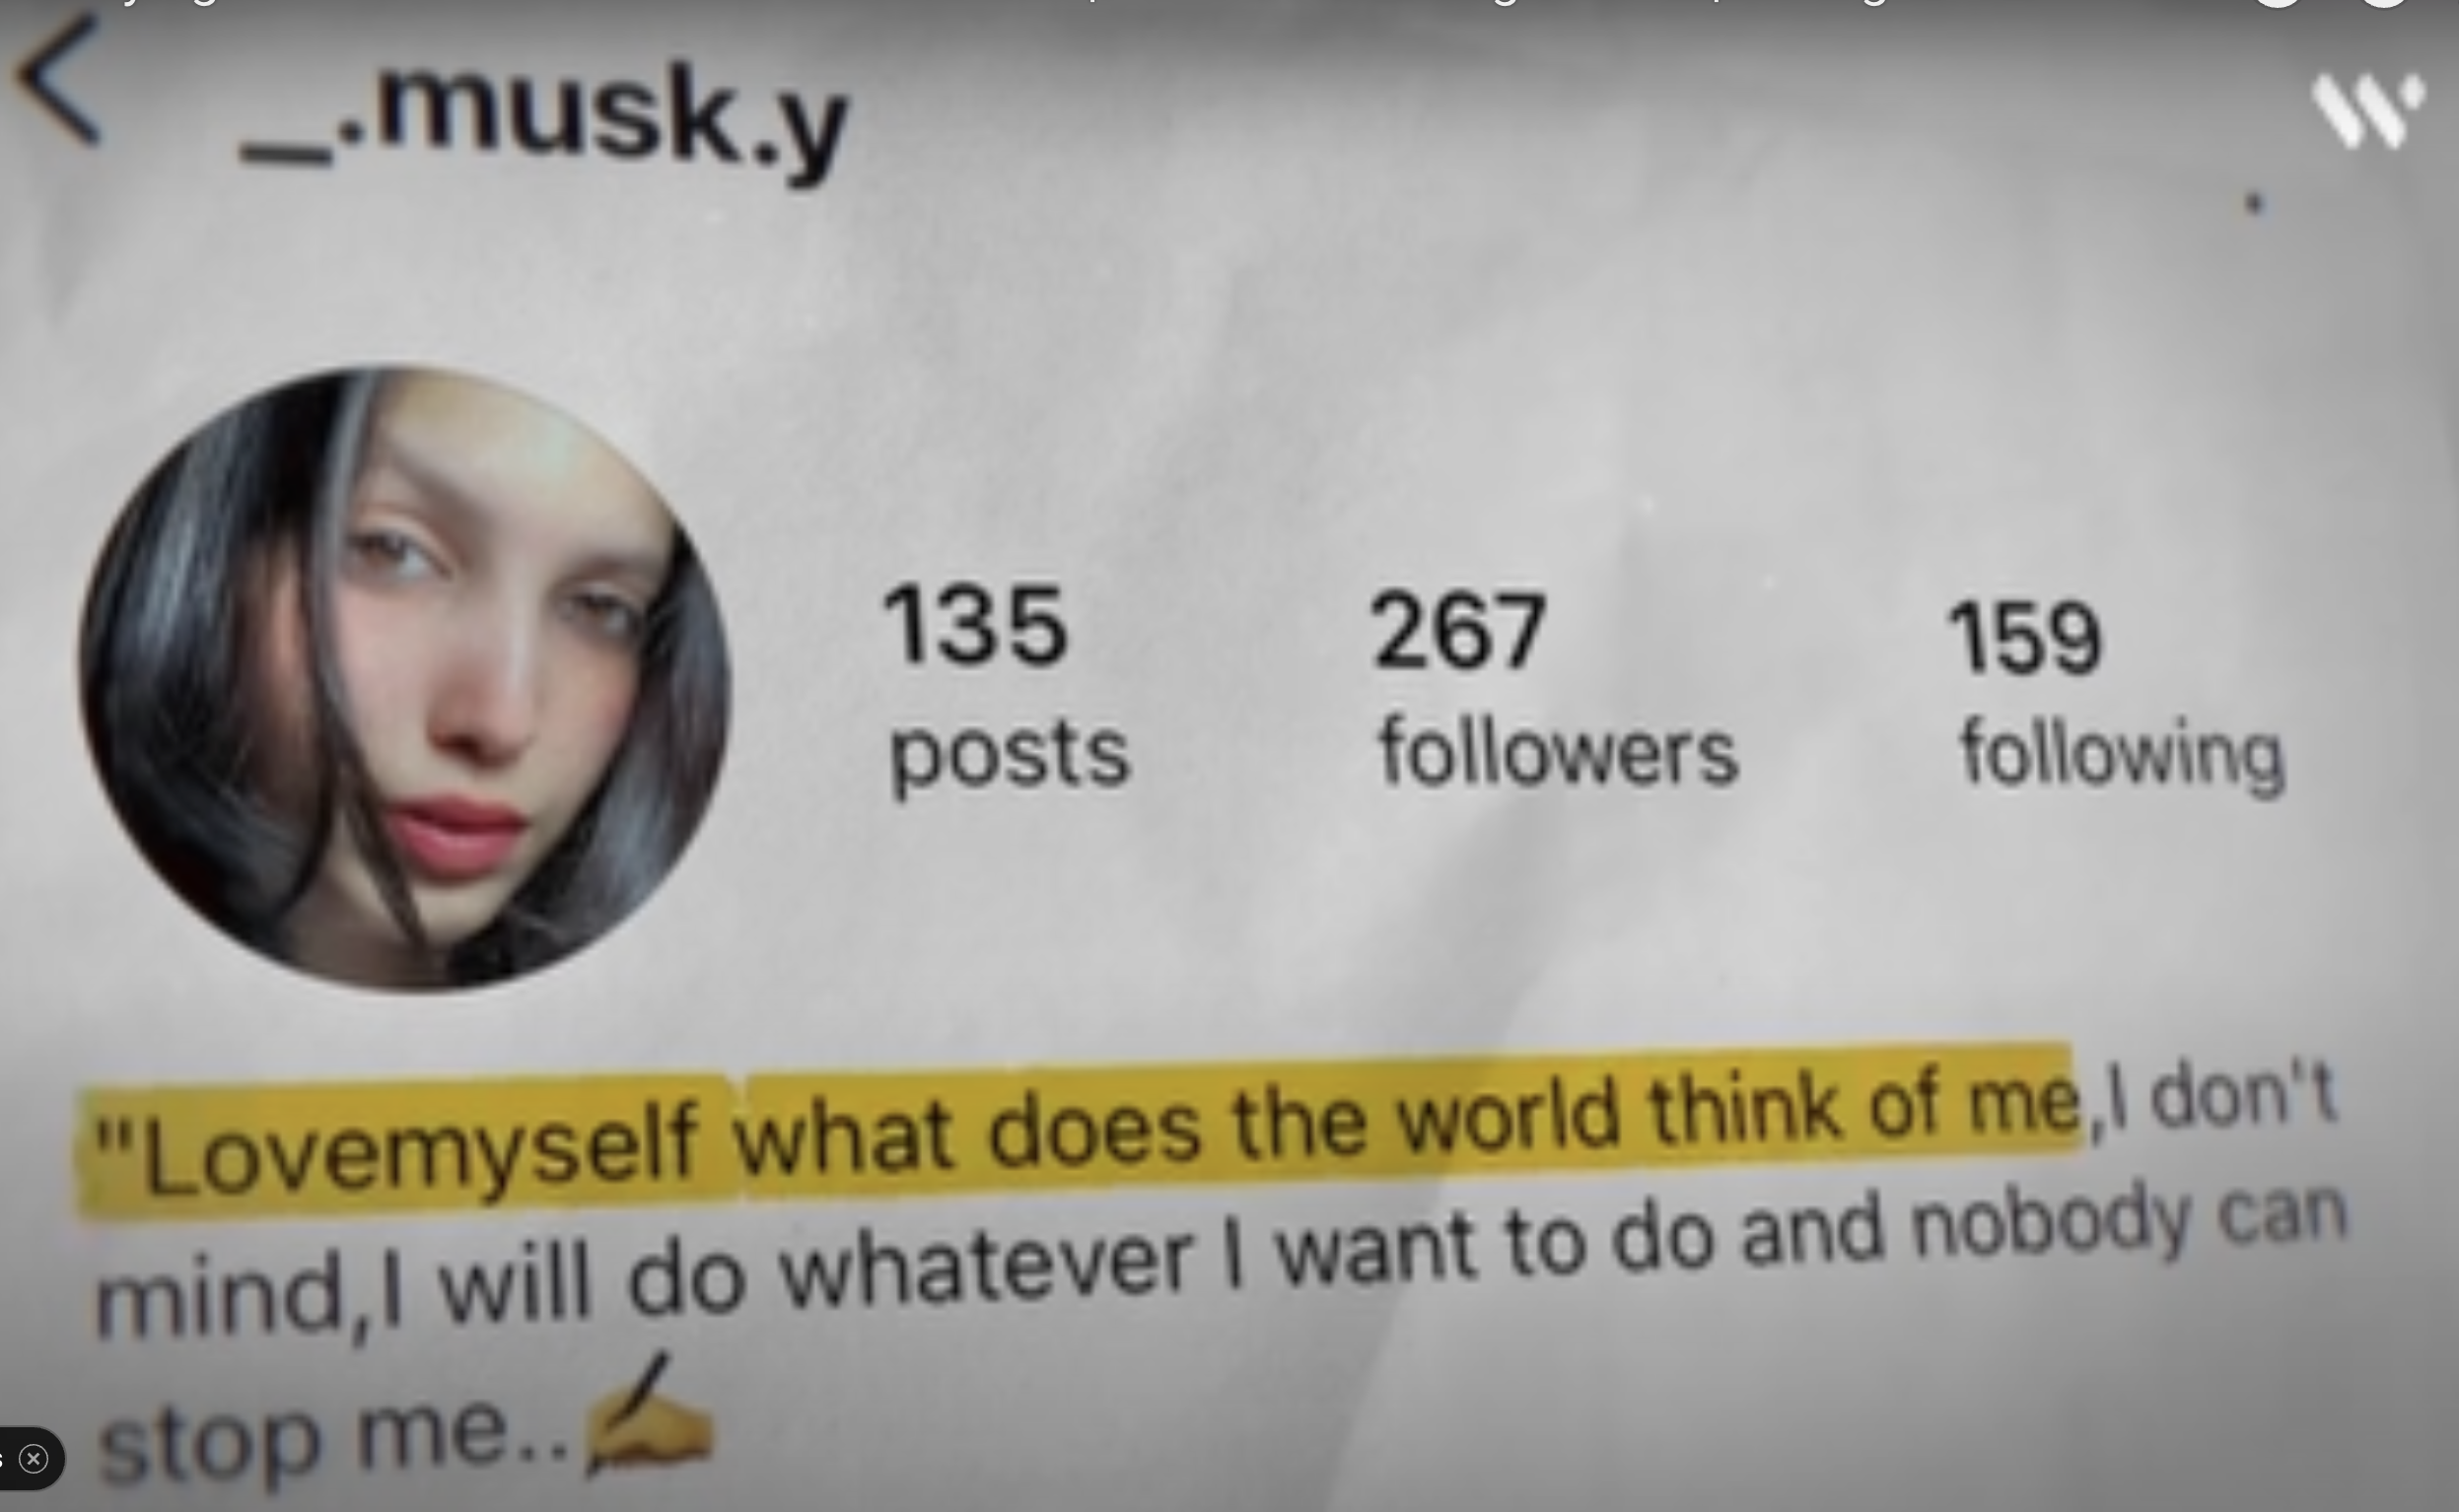 _.musk.y
135 267 159
posts followers following
"Lovemyself what does the world think of me,I don't
mind,I will do whatever I want to do and nobody can
stop me..✍️